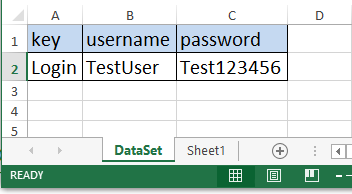 A B C D
1 key username password
2 Login TestUser Test123456
3
4
5
DataSet Sheet1
READY